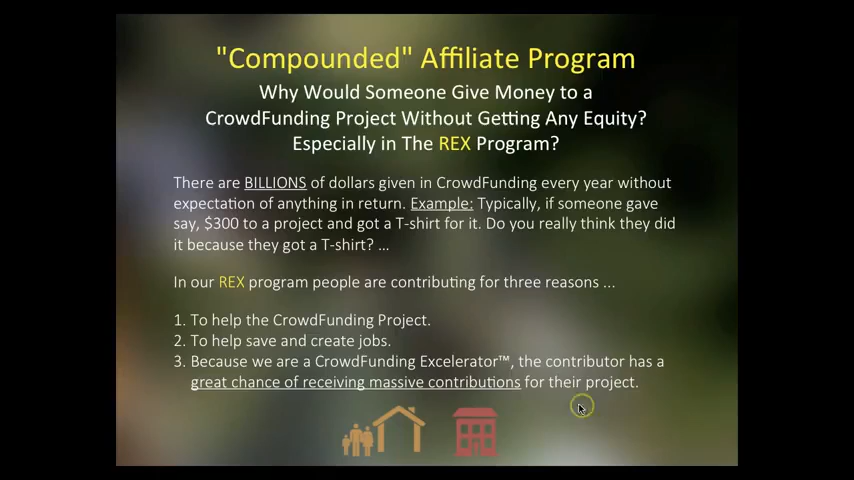 "Compounded" Affiliate Program
Why Would Someone Give Money to a
CrowdFunding Project Without Getting Any Equity?
Especially in The REX Program?
There are BILLIONS of dollars given in CrowdFunding every year without
expectation of anything in return. Example: Typically, if someone gave
say, $300 to a project and got a T-shirt for it. Do you really think they did
it because they got a T-shirt? ...
In our REX program people are contributing for three reasons ...
1. To help the CrowdFunding Project.
2. To help save and create jobs.
3. Because we are a CrowdFunding Excelerator™, the contributor has a
great chance of receiving massive contributions for their project.